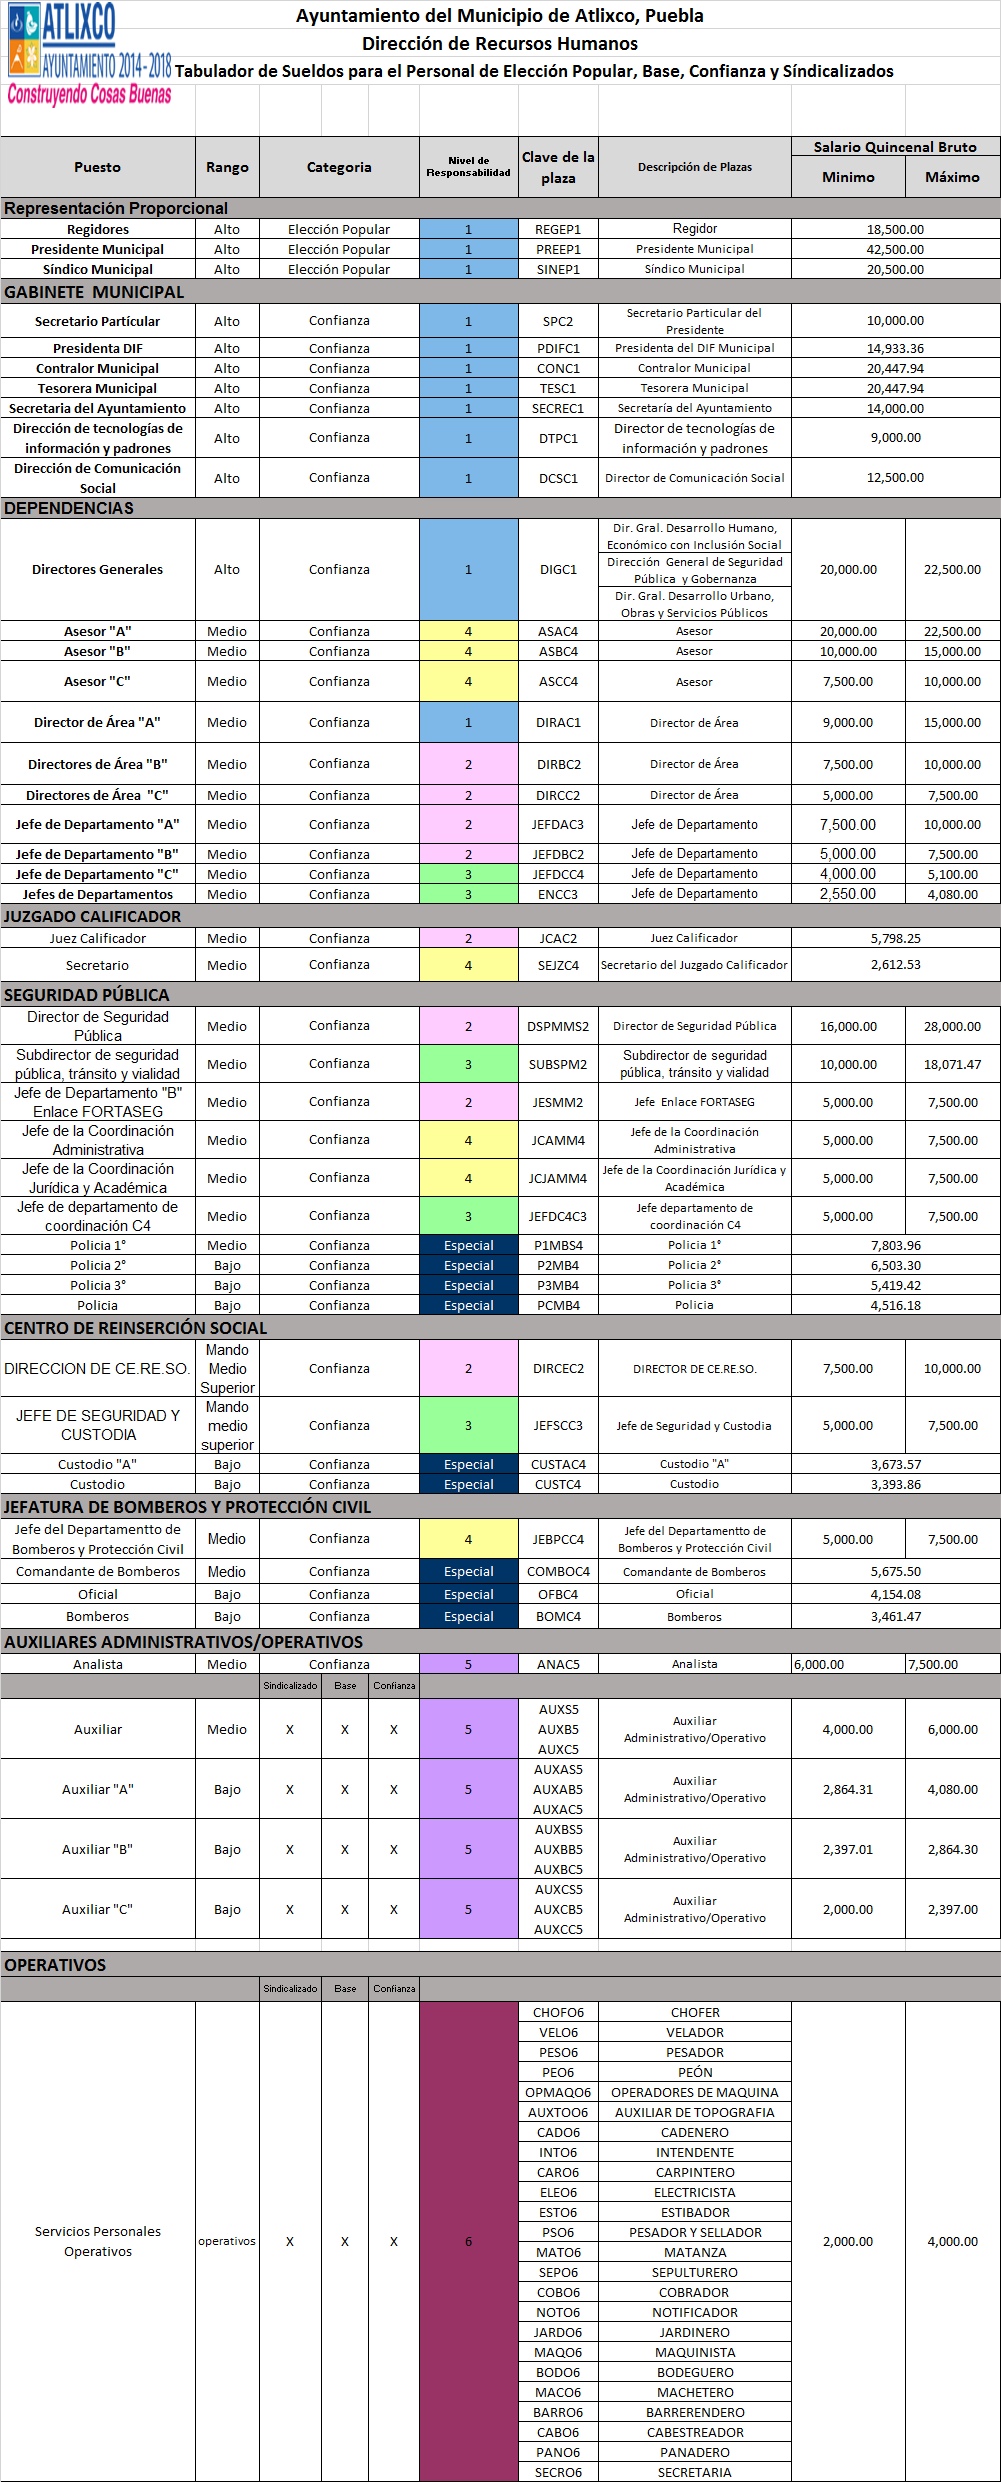 ATLIXCO
AYUNTAMIENTO 2014-2018
Construyendo Cosas Buenas
Ayuntamiento del Municipio de Atlixco, Puebla
Dirección de Recursos Humanos
Tabulador de Sueldos para el Personal de Elección Popular, Base, Confianza y Síndicalizados
Puesto Rango Categoria Nivel de Responsabilidad Clave de la plaza Descripción de Plazas Salario Quincenal Bruto
Minimo Máximo
Representación Proporcional
Regidores Alto Elección Popular 1 REGEP1 Regidor 18,500.00
Presidente Municipal Alto Elección Popular 1 PREEP1 Presidente Municipal 42,500.00
Síndico Municipal Alto Elección Popular 1 SINEP1 Síndico Municipal 20,500.00
GABINETE MUNICIPAL
Secretario Partícular Alto Confianza 1 SPC2 Secretario Particular del Presidente 10,000.00
Presidenta DIF Alto Confianza 1 PDIFC1 Presidenta del DIF Municipal 14,933.36
Contralor Municipal Alto Confianza 1 CONC1 Contralor Municipal 20,447.94
Tesorera Municipal Alto Confianza 1 TESC1 Tesorera Municipal 20,447.94
Secretaria del Ayuntamiento Alto Confianza 1 SECREC1 Secretaría del Ayuntamiento 14,000.00
Dirección de tecnologías de información y padrones Alto Confianza 1 DTPC1 Director de tecnologías de información y padrones 9,000.00
Dirección de Comunicación Social Alto Confianza 1 DCSC1 Director de Comunicación Social 12,500.00
DEPENDENCIAS
Directores Generales Alto Confianza 1 DIGC1 Dir. Gral. Desarrollo Humano, Económico con Inclusión Social 20,000.00 22,500.00
Dirección General de Seguridad Pública y Gobernanza
Dir. Gral. Desarrollo Urbano, Obras y Servicios Públicos
Asesor "A" Medio Confianza 4 ASAC4 Asesor 20,000.00 22,500.00
Asesor "B" Medio Confianza 4 ASBC4 Asesor 10,000.00 15,000.00
Asesor "C" Medio Confianza 4 ASCC4 Asesor 7,500.00 10,000.00
Director de Área "A" Medio Confianza 1 DIRAC1 Director de Área 9,000.00 15,000.00
Directores de Área "B" Medio Confianza 2 DIRBC2 Director de Área 7,500.00 10,000.00
Directores de Área "C" Medio Confianza 2 DIRCC2 Director de Área 5,000.00 7,500.00
Jefe de Departamento "A" Medio Confianza 2 JEFDAC3 Jefe de Departamento 7,500.00 10,000.00
Jefe de Departamento "B" Medio Confianza 2 JEFDBC2 Jefe de Departamento 5,000.00 7,500.00
Jefe de Departamento "C" Medio Confianza 3 JEFDCC4 Jefe de Departamento 4,000.00 5,100.00
Jefes de Departamentos Medio Confianza 3 ENCC3 Jefe de Departamento 2,550.00 4,080.00
JUZGADO CALIFICADOR
Juez Calificador Medio Confianza 2 JCAC2 Juez Calificador 5,798.25
Secretario Medio Confianza 4 SEJZC4 Secretario del Juzgado Calificador 2,612.53
SEGURIDAD PÚBLICA
Director de Seguridad Pública Medio Confianza 2 DSPMMS2 Director de Seguridad Pública 16,000.00 28,000.00
Subdirector de seguridad pública, tránsito y vialidad Medio Confianza 3 SUBSPM2 Subdirector de seguridad pública, tránsito y vialidad 10,000.00 18,071.47
Jefe de Departamento "B" Enlace FORTASEG Medio Confianza 2 JESMM2 Jefe Enlace FORTASEG 5,000.00 7,500.00
Jefe de la Coordinación Administrativa Medio Confianza 4 JCAMM4 Jefe de la Coordinación Administrativa 5,000.00 7,500.00
Jefe de la Coordinación Jurídica y Académica Medio Confianza 4 JCJAMM4 Jefe de la Coordinación Jurídica y Académica 5,000.00 7,500.00
Jefe de departamento de coordinación C4 Medio Confianza 3 JEFDC4C3 Jefe departamento de coordinación C4 5,000.00 7,500.00
Policia 1° Medio Confianza Especial P1MBS4 Policia 1° 7,803.96
Policia 2° Bajo Confianza Especial P2MB4 Policia 2° 6,503.30
Policia 3° Bajo Confianza Especial P3MB4 Policia 3° 5,419.42
Policia Bajo Confianza Especial PCMB4 Policia 4,516.18
CENTRO DE REINSERCIÓN SOCIAL
DIRECCION DE CE.RE.SO. Mando Medio Superior Confianza 2 DIRCEC2 DIRECTOR DE CE.RE.SO. 7,500.00 10,000.00
JEFE DE SEGURIDAD Y CUSTODIA Mando medio superior Confianza 3 JEFSCC3 Jefe de Seguridad y Custodia 5,000.00 7,500.00
Custodio "A" Bajo Confianza Especial CUSTAC4 Custodio "A" 3,673.57
Custodio Bajo Confianza Especial CUSTC4 Custodio 3,393.86
JEFATURA DE BOMBEROS Y PROTECCIÓN CIVIL
Jefe del Departamentto de Bomberos y Protección Civil Medio Confianza 4 JEBPCC4 Jefe del Departamentto de Bomberos y Protección Civil 5,000.00 7,500.00
Comandante de Bomberos Medio Confianza Especial COMBOC4 Comandante de Bomberos 5,675.50
Oficial Bajo Confianza Especial OFBC4 Oficial 4,154.08
Bomberos Bajo Confianza Especial BOMC4 Bomberos 3,461.47
AUXILIARES ADMINISTRATIVOS/OPERATIVOS
Analista Medio Confianza 5 ANAC5 Analista 6,000.00 7,500.00
Sindicalizado Base Confianza
Auxiliar Medio X X X 5 AUXS5 AUXB5 AUXC5 Auxiliar Administrativo/Operativo 4,000.00 6,000.00
Auxiliar "A" Bajo X X X 5 AUXAS5 AUXAB5 AUXAC5 Auxiliar Administrativo/Operativo 2,864.31 4,080.00
Auxiliar "B" Bajo X X X 5 AUXBS5 AUXBB5 AUXBC5 Auxiliar Administrativo/Operativo 2,397.01 2,864.30
Auxiliar "C" Bajo X X X 5 AUXCS5 AUXCB5 AUXCC5 Auxiliar Administrativo/Operativo 2,000.00 2,397.00
OPERATIVOS
Sindicalizado Base Confianza
Servicios Personales Operativos operativos X X X 6 2,000.00 4,000.00
CHOFO6 CHOFER
VELO6 VELADOR
PESO6 PESADOR
PEO6 PEÓN
OPMAQO6 OPERADORES DE MAQUINA
AUXTOO6 AUXILIAR DE TOPOGRAFIA
CADO6 CADENERO
INTO6 INTENDENTE
CARO6 CARPINTERO
ELEO6 ELECTRICISTA
ESTO6 ESTIBADOR
PSO6 PESADOR Y SELLADOR
MATO6 MATANZA
SEPO6 SEPULTURERO
COBO6 COBRADOR
NOTO6 NOTIFICADOR
JARDO6 JARDINERO
MAQO6 MAQUINISTA
BODO6 BODEGUERO
MACO6 MACHETERO
BARRO6 BARRERENDERO
CABO6 CABESTREADOR
PANO6 PANADERO
SECRO6 SECRETARIA